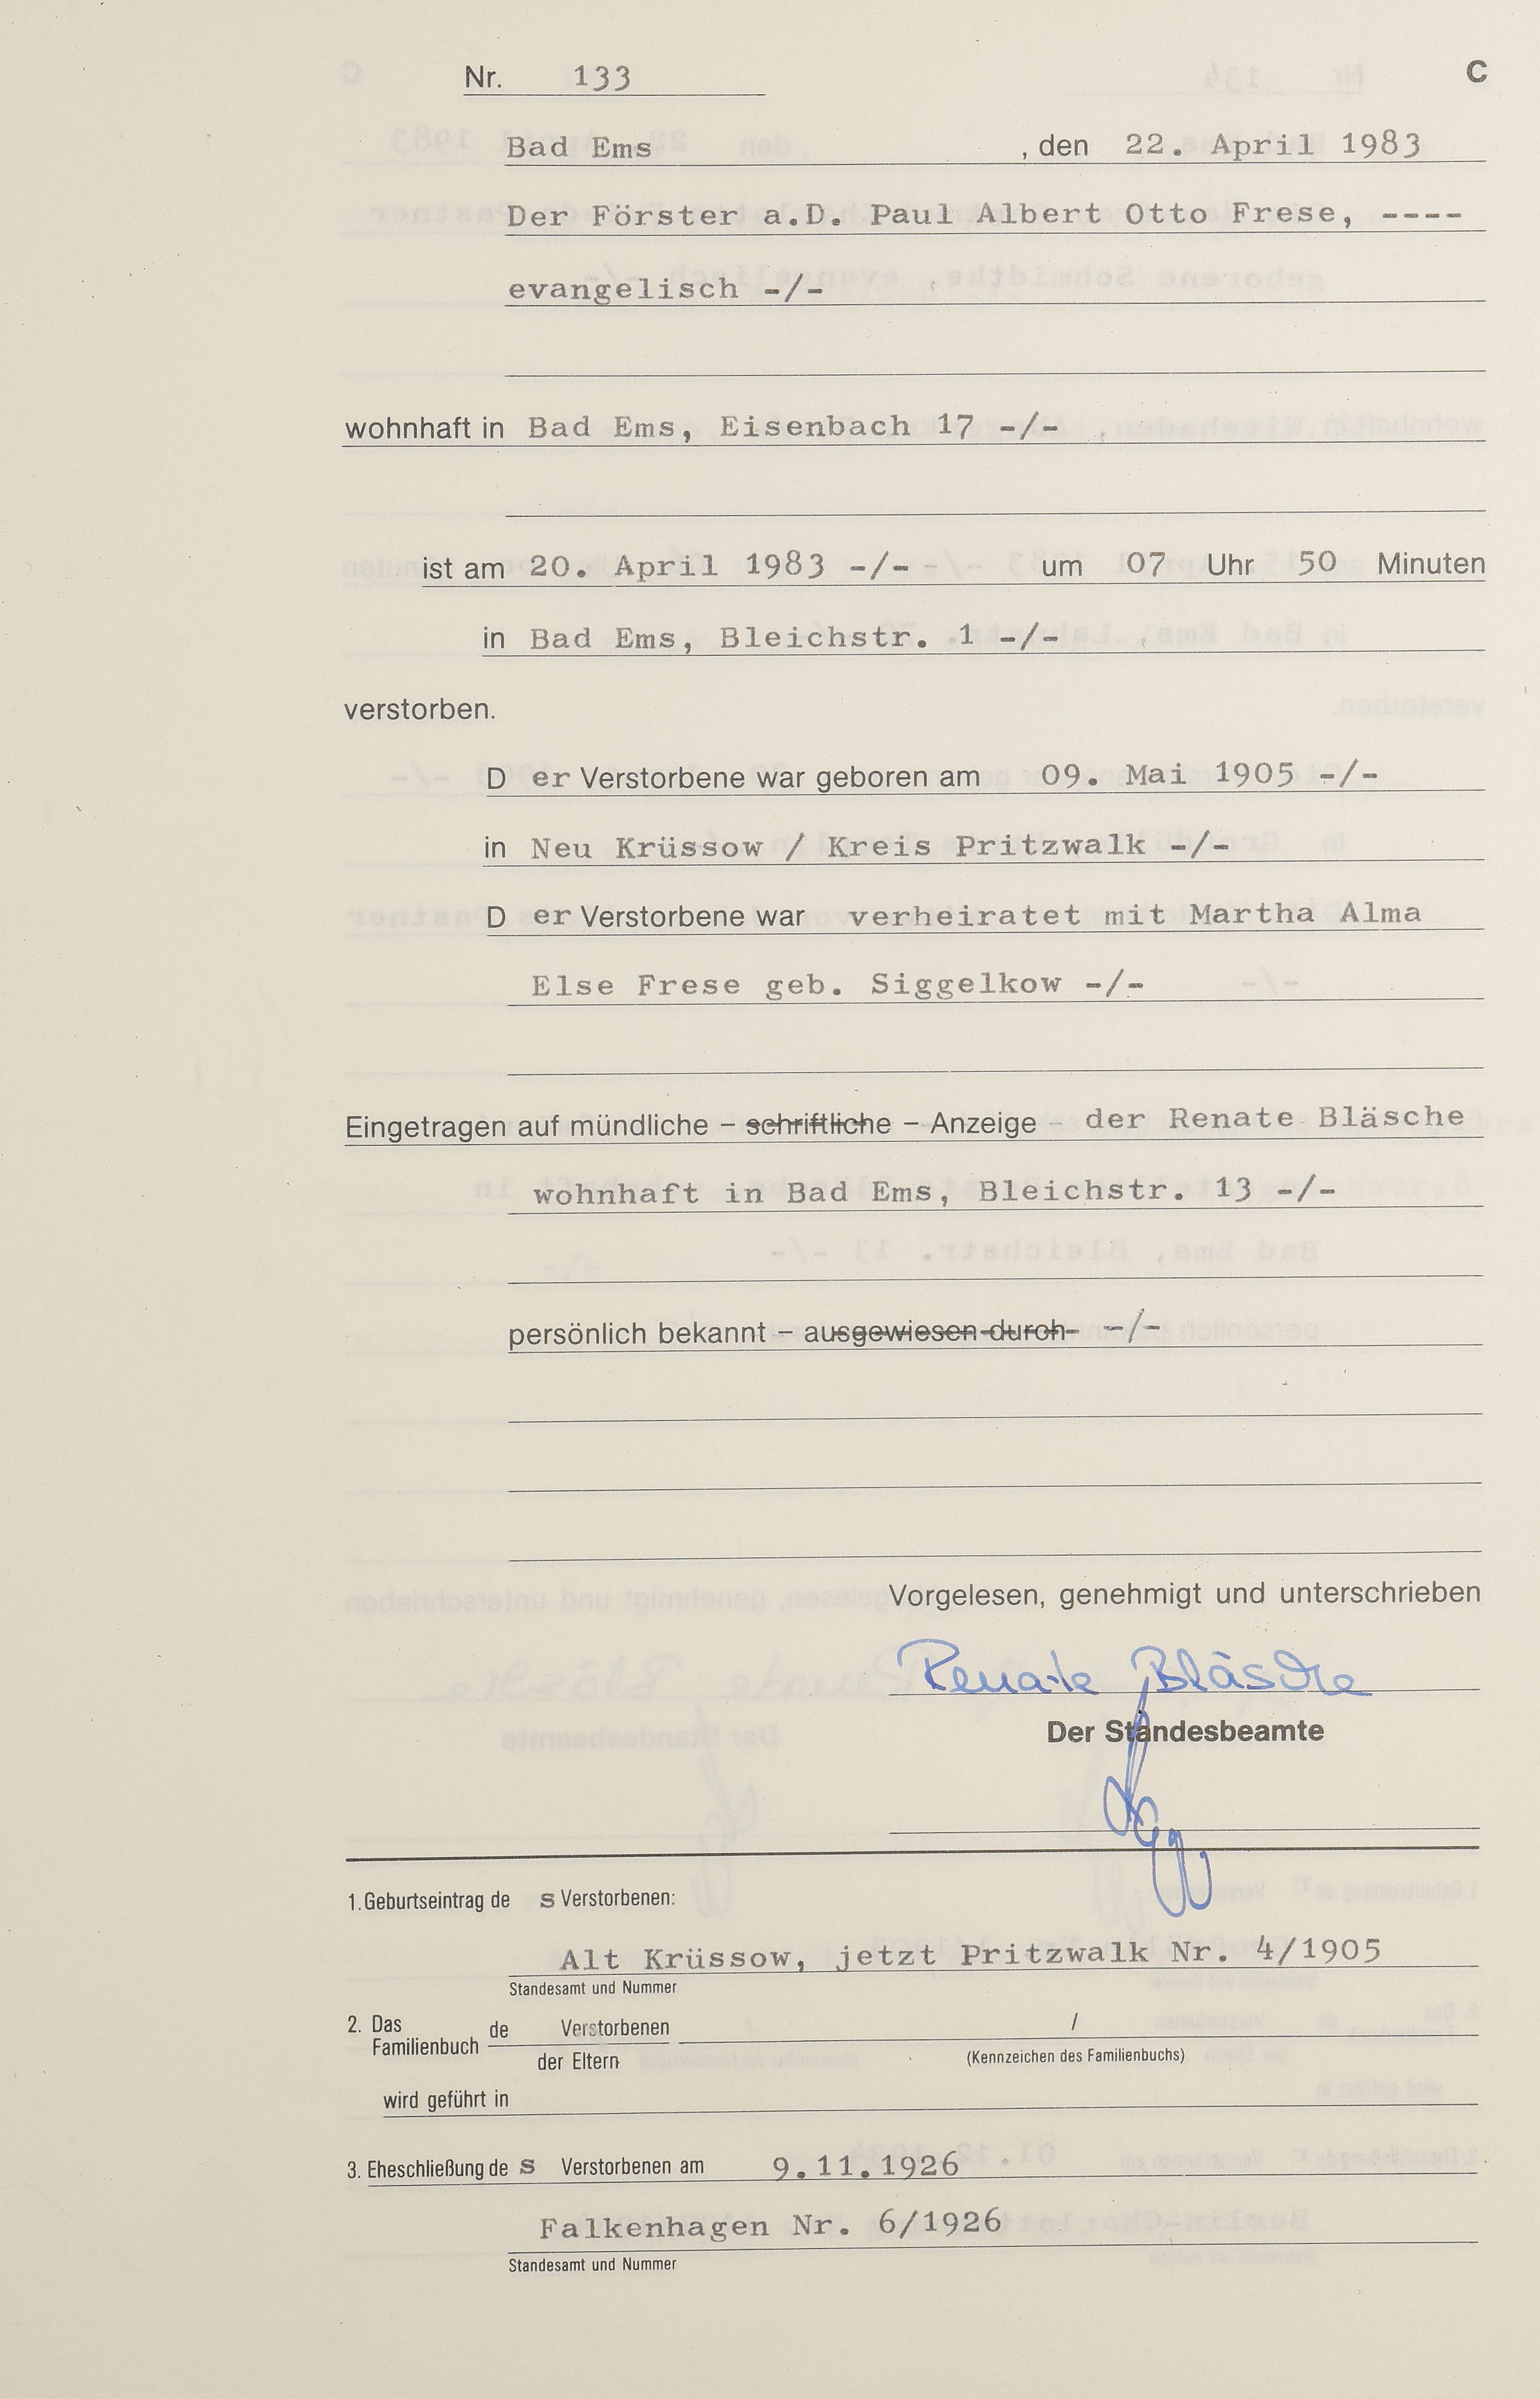 Nr. 133
C
Bad Ems , den 22. April 1983
Der Förster a.D. Paul Albert Otto Frese, ----
evangelisch -/-
wohnhaft in Bad Ems, Eisenbach 17 -/-
ist am 20. April 1983 -/- um 07 Uhr 50 Minuten
in Bad Ems, Bleichstr. 1 -/-
verstorben.
D er Verstorbene war geboren am 09. Mai 1905 -/-
in Neu Krüssow / Kreis Pritzwalk -/-
D er Verstorbene war verheiratet mit Martha Alma
Else Frese geb. Siggelkow -/-
Eingetragen auf mündliche – schriftliche – Anzeige – der Renate Bläsche
wohnhaft in Bad Ems, Bleichstr. 13 -/-
persönlich bekannt – ausgewiesen durch -/-
Vorgelesen, genehmigt und unterschrieben
Renate Bläsche
Der Standesbeamte
1. Geburtseintrag de s Verstorbenen:
Alt Krüssow, jetzt Pritzwalk Nr. 4/1905
Standesamt und Nummer
2. Das Familienbuch de Verstorbenen /
der Eltern (Kennzeichen des Familienbuchs)
wird geführt in
3. Eheschließung de s Verstorbenen am 9.11.1926
Falkenhagen Nr. 6/1926
Standesamt und Nummer